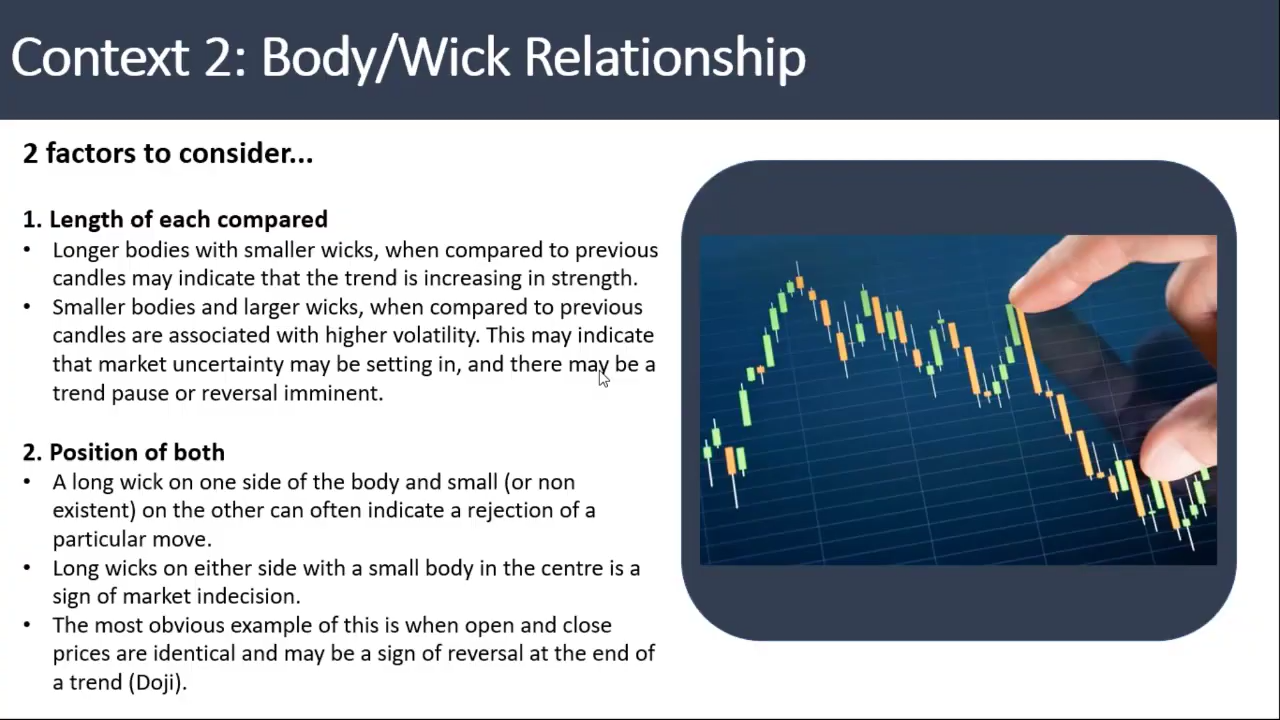 Context 2: Body/Wick Relationship
2 factors to consider...
1. Length of each compared
• Longer bodies with smaller wicks, when compared to previous
candles may indicate that the trend is increasing in strength.
• Smaller bodies and larger wicks, when compared to previous
candles are associated with higher volatility. This may indicate
that market uncertainty may be setting in, and there may be a
trend pause or reversal imminent.
2. Position of both
• A long wick on one side of the body and small (or non
existent) on the other can often indicate a rejection of a
particular move.
• Long wicks on either side with a small body in the centre is a
sign of market indecision.
• The most obvious example of this is when open and close
prices are identical and may be a sign of reversal at the end of
a trend (Doji).